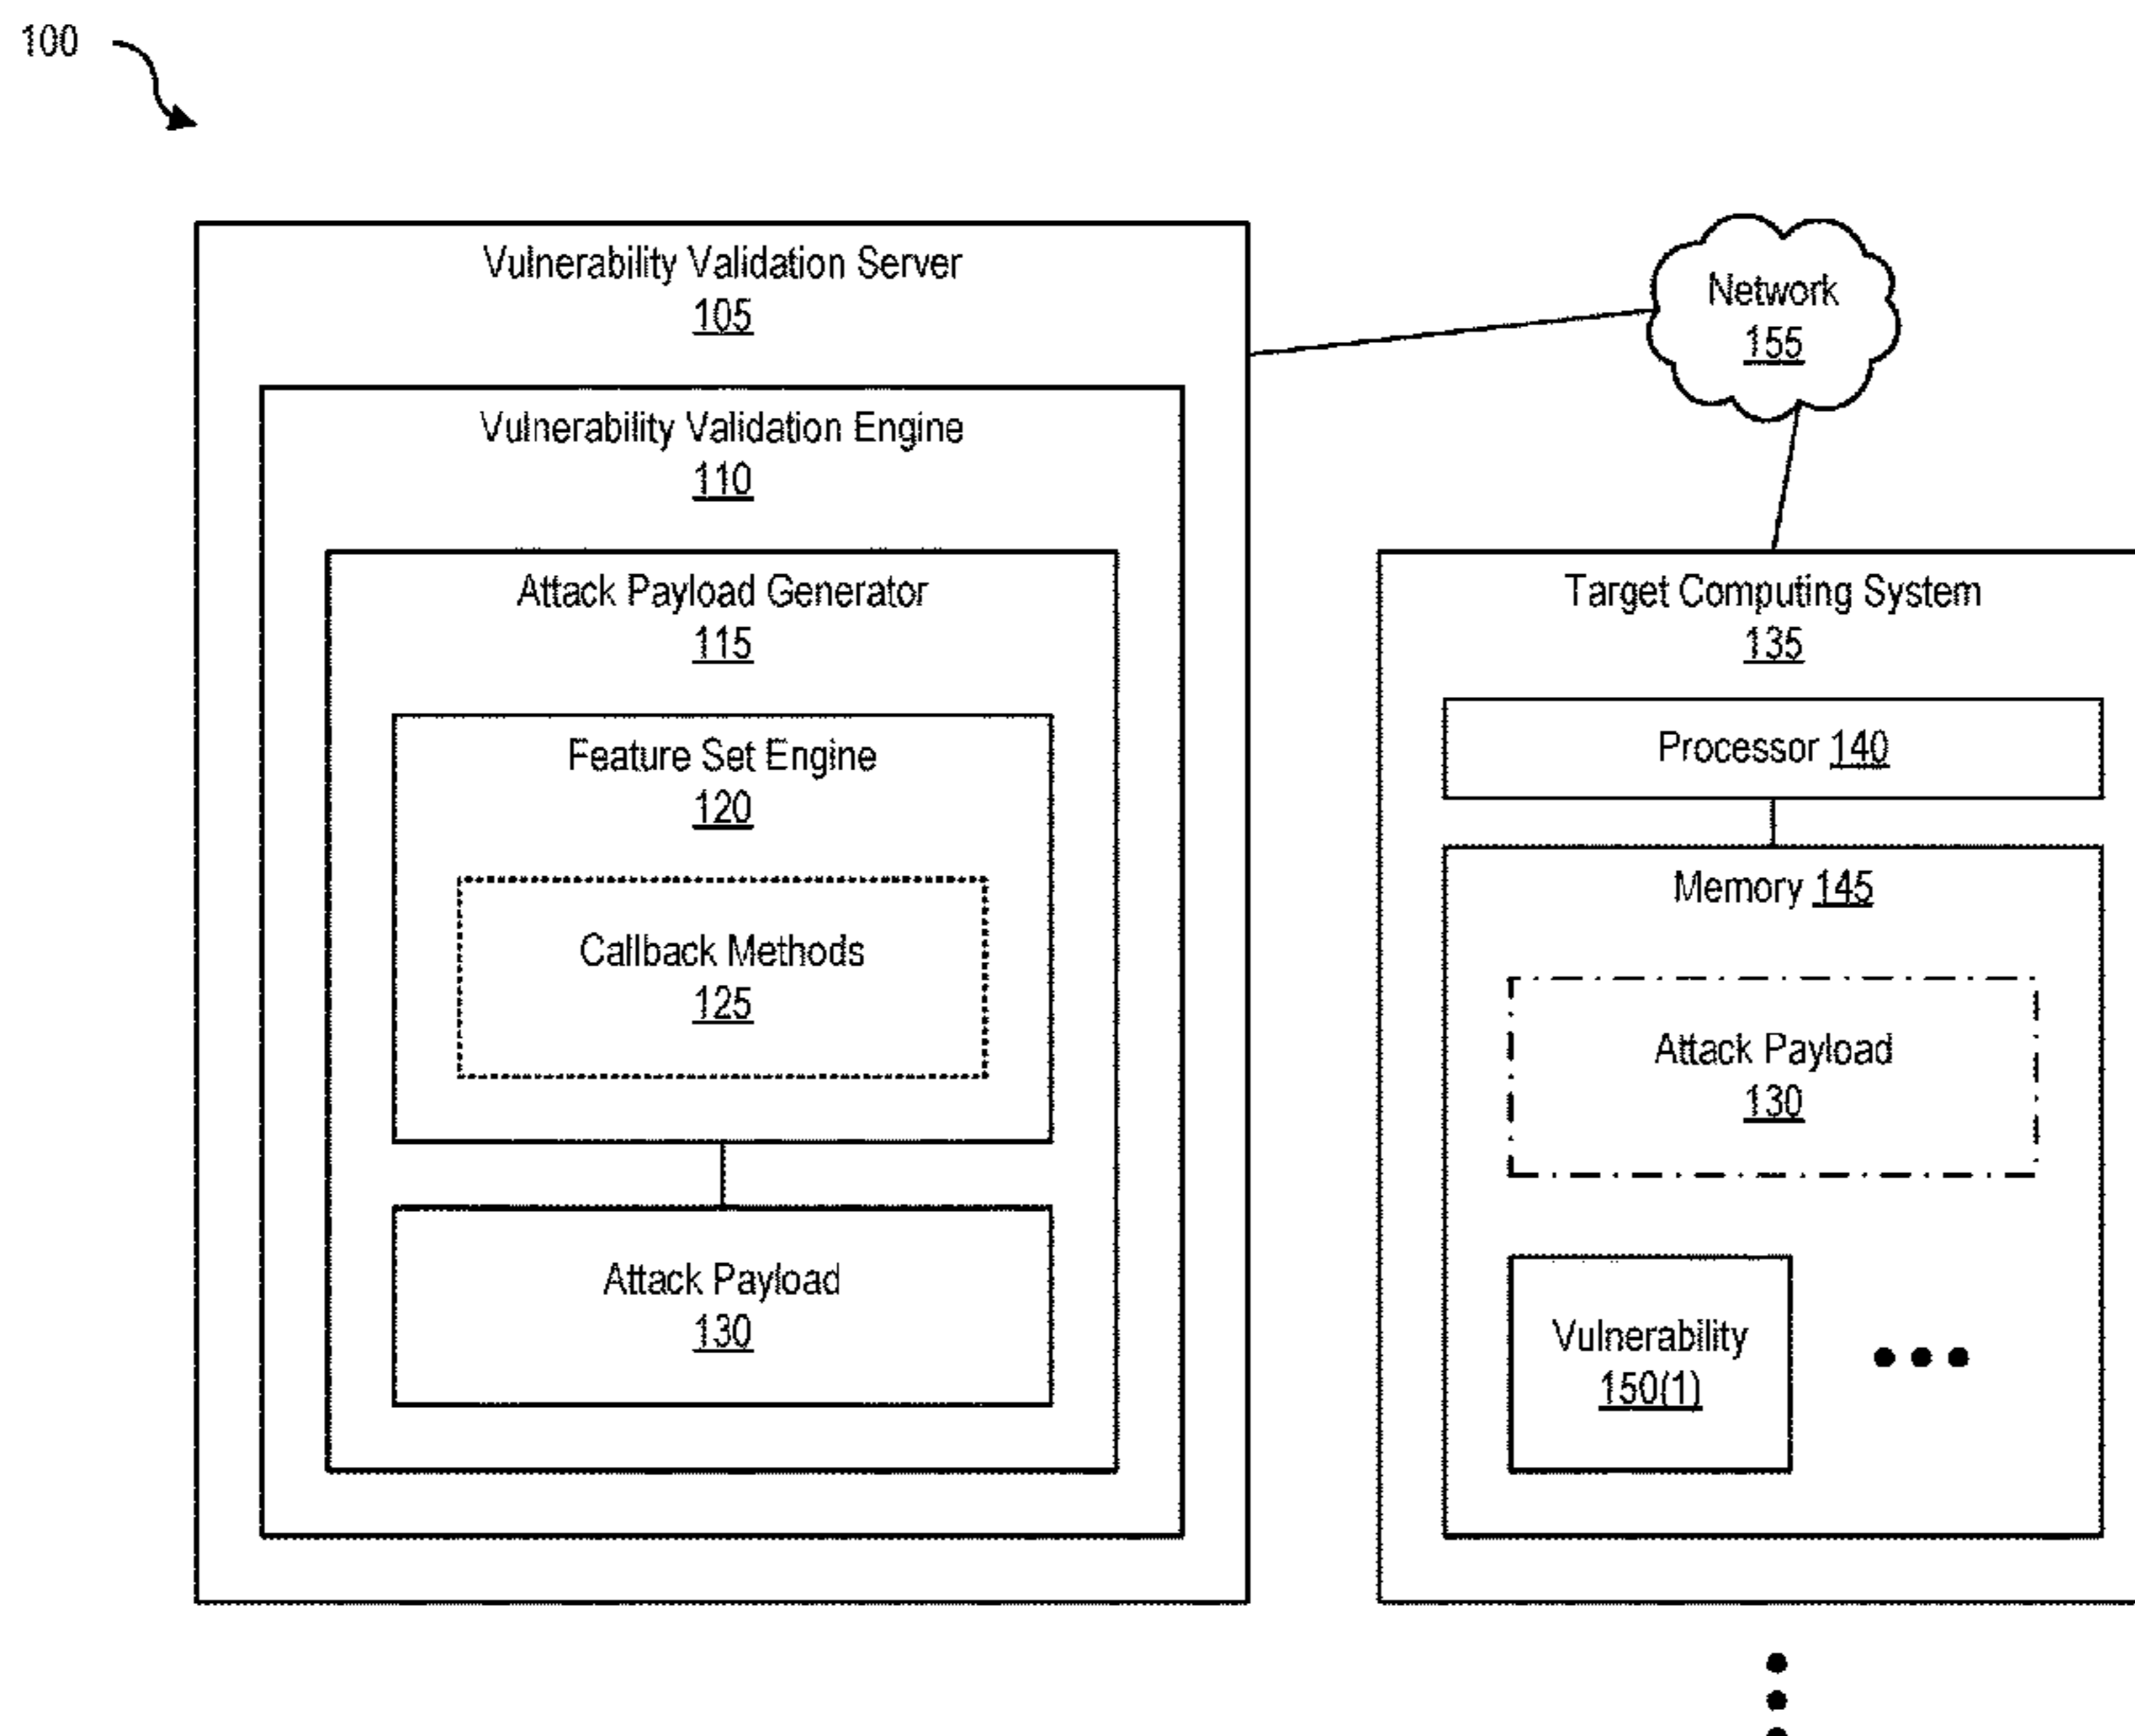 100
Vulnerability Validation Server
105
Vulnerability Validation Engine
110
Attack Payload Generator
115
Feature Set Engine
120
Callback Methods
125
Attack Payload
130
Network
155
Target Computing System
135
Processor 140
Memory 145
Attack Payload
130
Vulnerability
150(1)